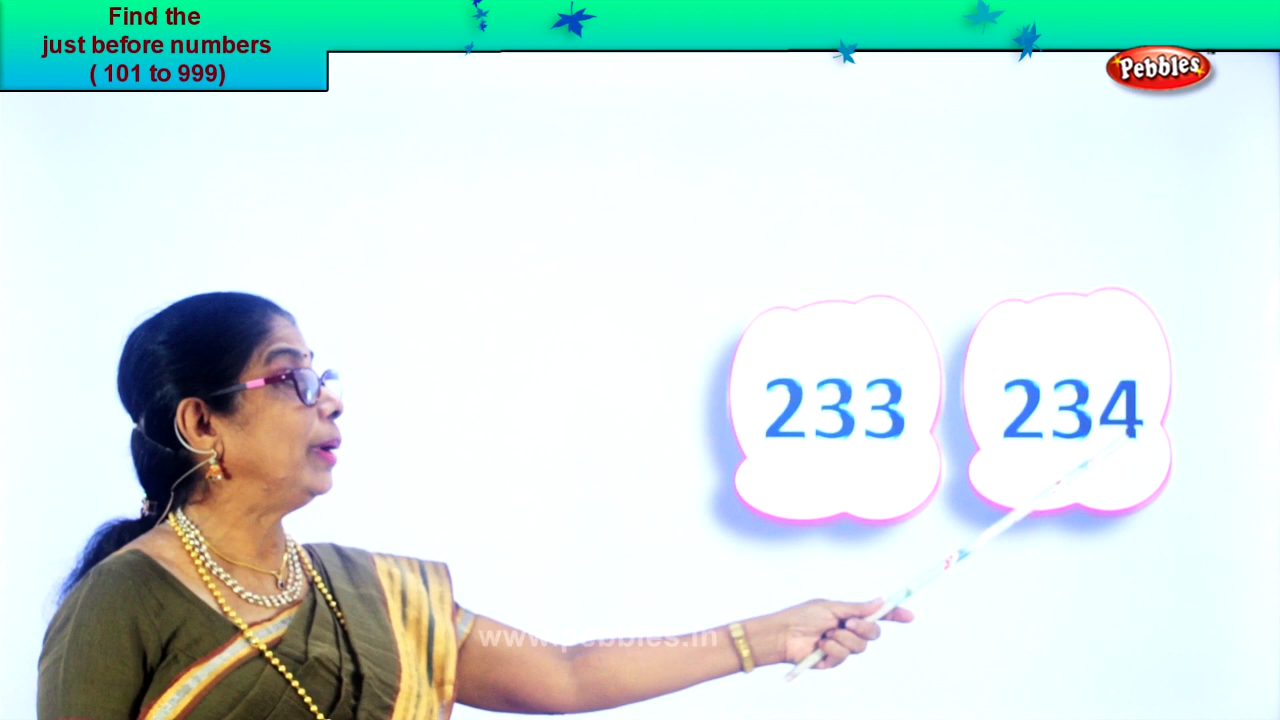 Find the
just before numbers
( 101 to 999)
Pebbles
233 234
www.pebbles.in